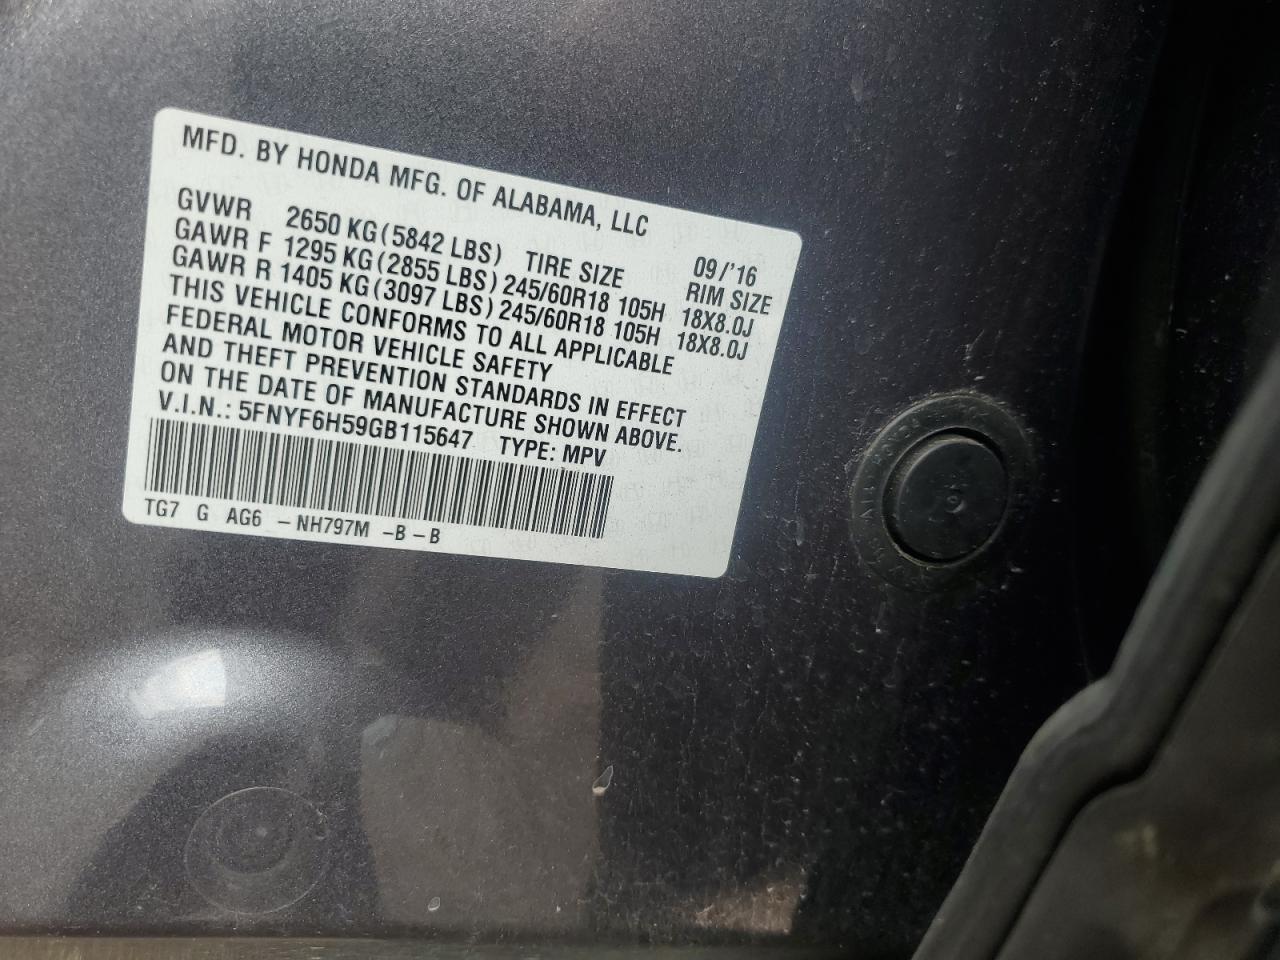 MFD. BY HONDA MFG. OF ALABAMA, LLC
09/'16
GVWR 2650 KG (5842 LBS) TIRE SIZE RIM SIZE
GAWR F 1295 KG (2855 LBS) 245/60R18 105H 18X8.0J
GAWR R 1405 KG (3097 LBS) 245/60R18 105H 18X8.0J
THIS VEHICLE CONFORMS TO ALL APPLICABLE
FEDERAL MOTOR VEHICLE SAFETY
AND THEFT PREVENTION STANDARDS IN EFFECT
ON THE DATE OF MANUFACTURE SHOWN ABOVE.
V.I.N.: 5FNYF6H59GB115647 TYPE: MPV
TG7 G AG6 -NH797M -B-B